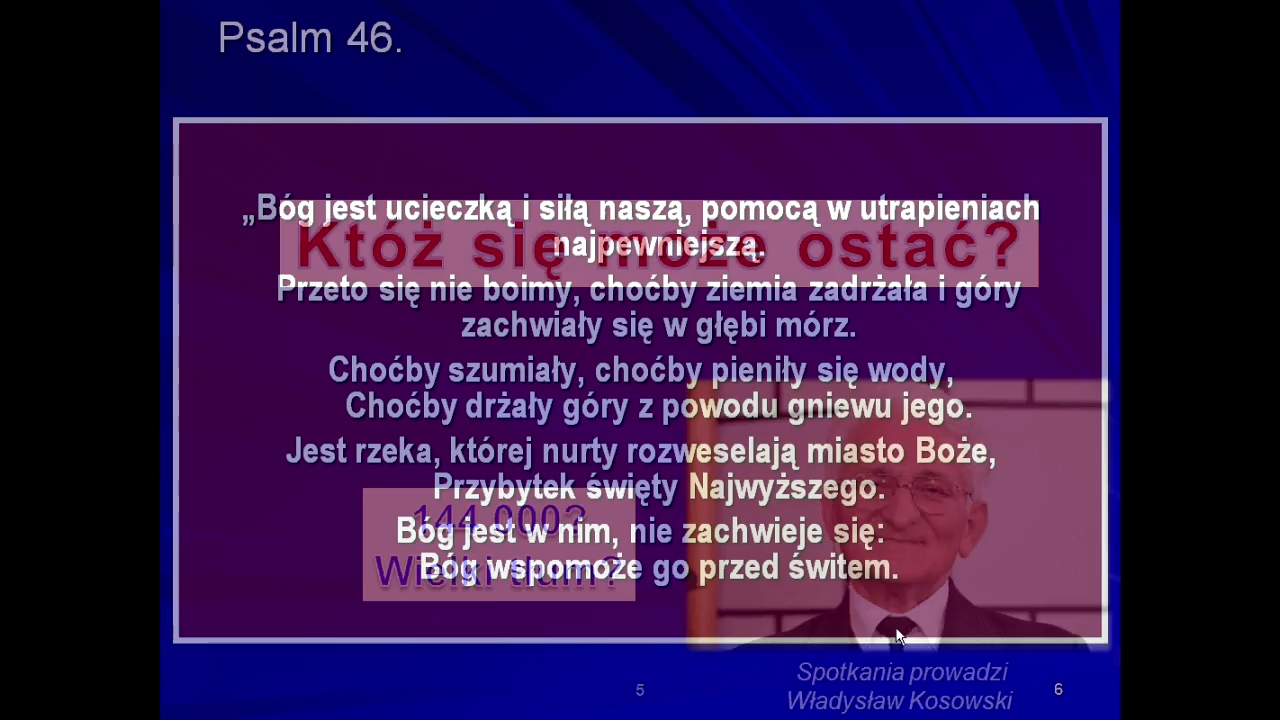 Psalm 46.
„Bóg jest ucieczką i siłą naszą, pomocą w utrapieniach
Któż się może ostać?
najpewniejszą.
Przeto się nie boimy, choćby ziemia zadrżała i góry
zachwiały się w głębi mórz.
Choćby szumiały, choćby pieniły się wody,
Choćby drżały góry z powodu gniewu jego.
Jest rzeka, której nurty rozweselają miasto Boże,
Przybytek święty Najwyższego.
144 000?
Bóg jest w nim, nie zachwieje się:
Wielki tłum?
Bóg wspomoże go przed świtem.
Spotkania prowadzi
Władysław Kosowski
5
6